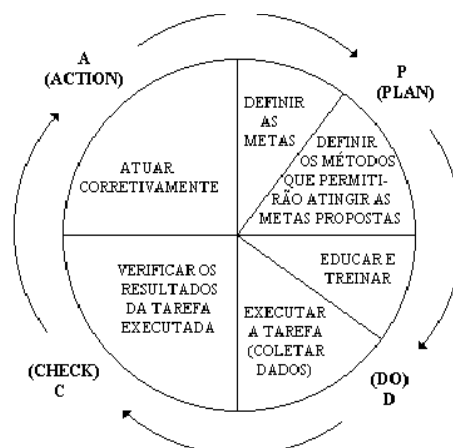 A
(ACTION)
P
(PLAN)
DEFINIR
AS
METAS
DEFINIR
OS MÉTODOS
QUE PERMITI-
RÃO ATINGIR AS
METAS PROPOSTAS
EDUCAR E
TREINAR
EXECUTAR
A TAREFA
(COLETAR
DADOS)
(DO)
D
VERIFICAR OS
RESULTADOS
DA TAREFA
EXECUTADA
(CHECK)
C
ATUAR
CORRETIVAMENTE